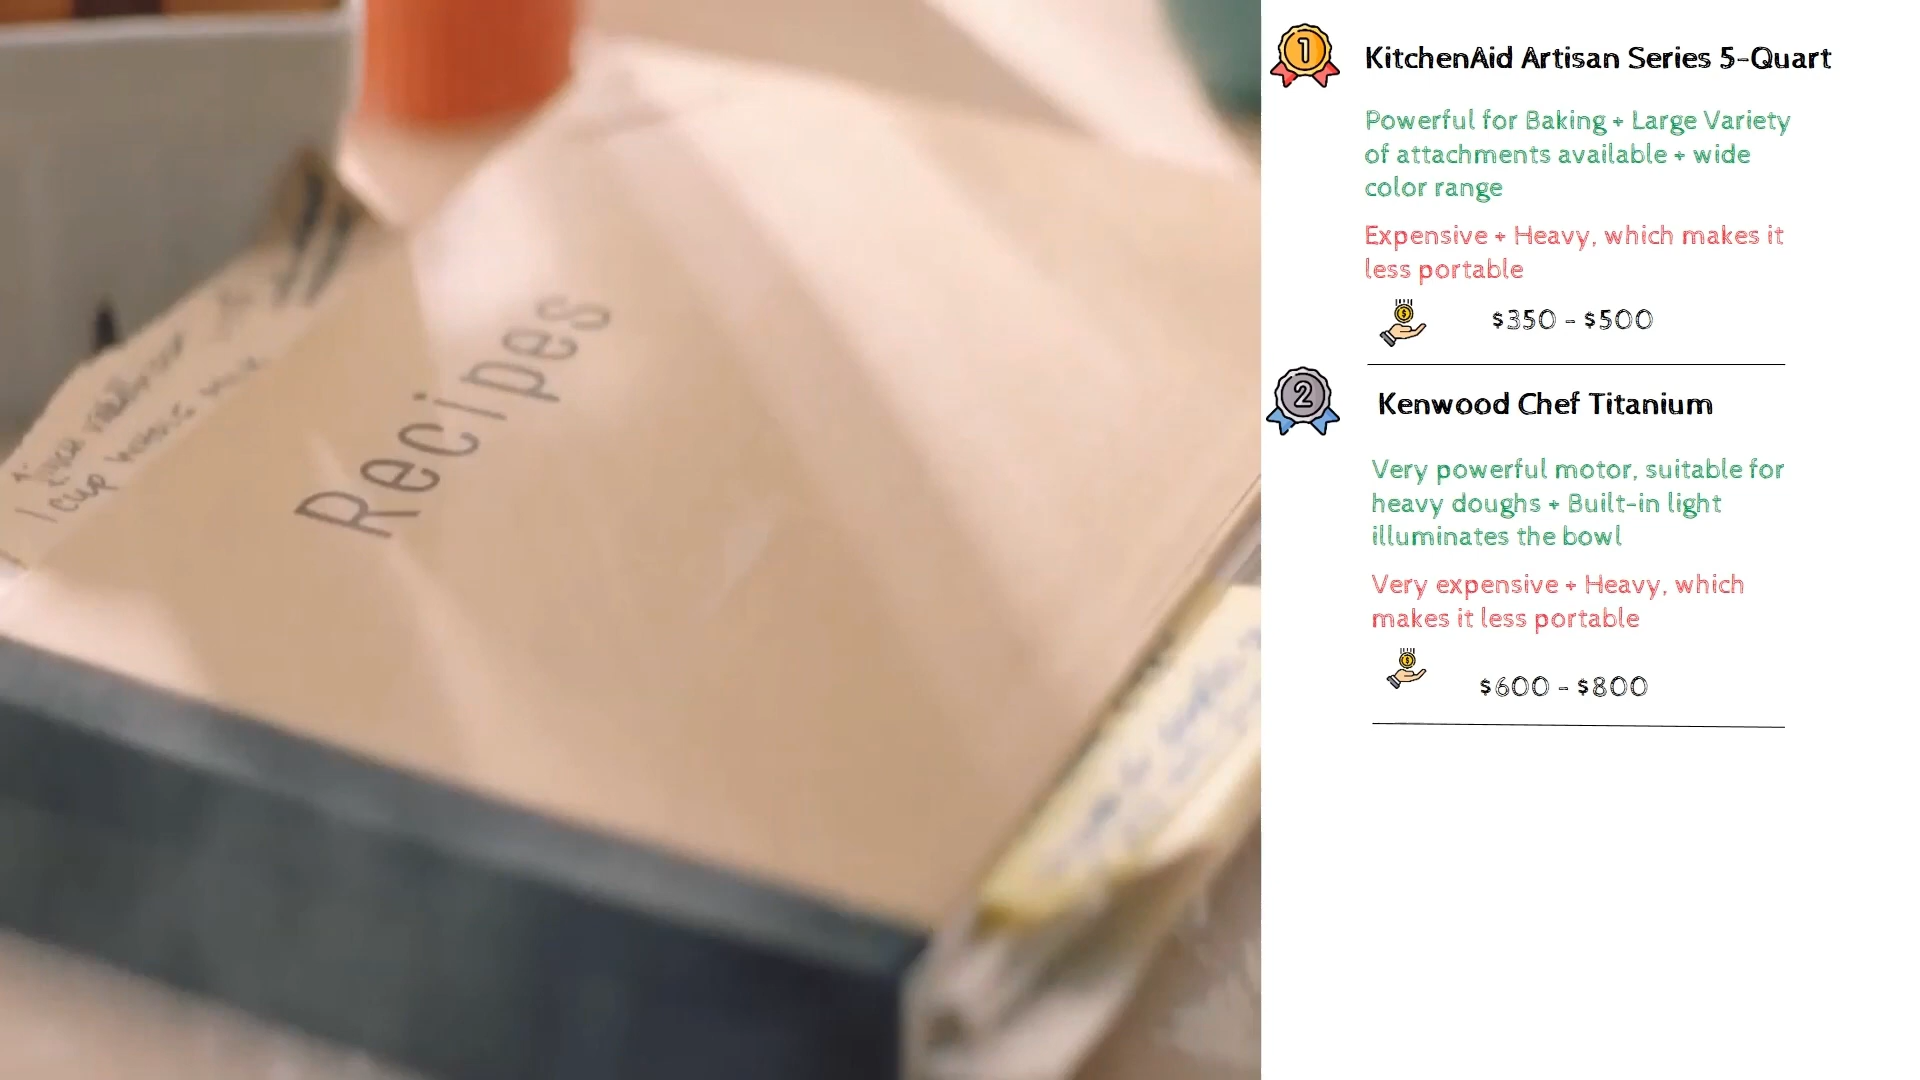 Recipes
1 cup
1
KitchenAid Artisan Series 5-Quart
Powerful for Baking + Large Variety
of attachments available + wide
color range
Expensive + Heavy, which makes it
less portable
$350 - $500
2
Kenwood Chef Titanium
Very powerful motor, suitable for
heavy doughs + Built-in light
illuminates the bowl
Very expensive + Heavy, which
makes it less portable
$600 - $800